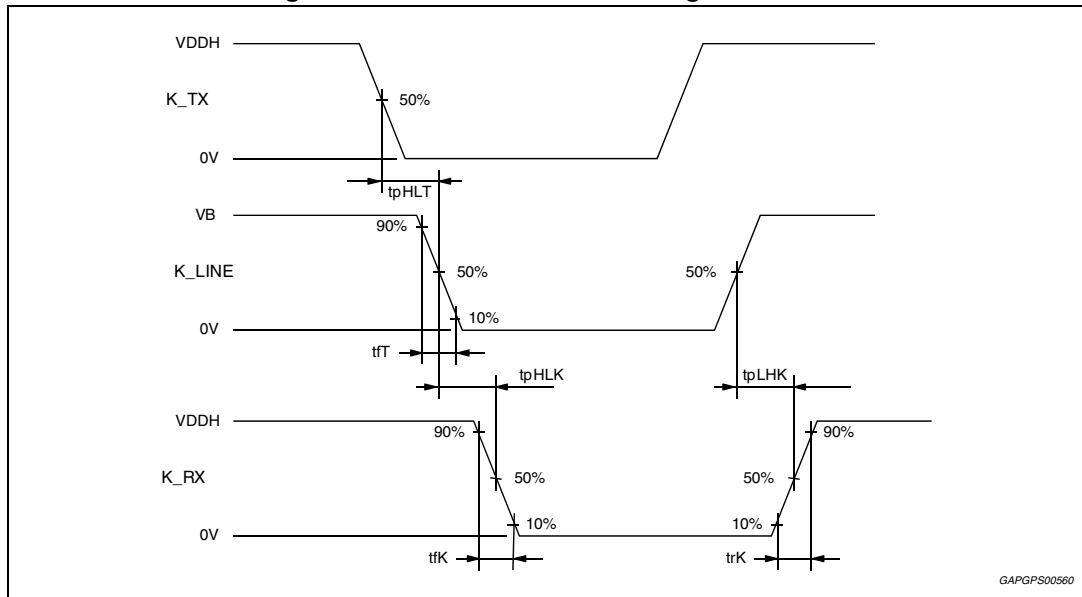 VDDH
K_TX
50%
0V
tpHLT
VB
90%
K_LINE
50%
50%
10%
0V
tfT
tpHLK
tpLHK
VDDH
90%
90%
K_RX
50%
50%
10%
10%
0V
tfK
trK
GAPGPS00560